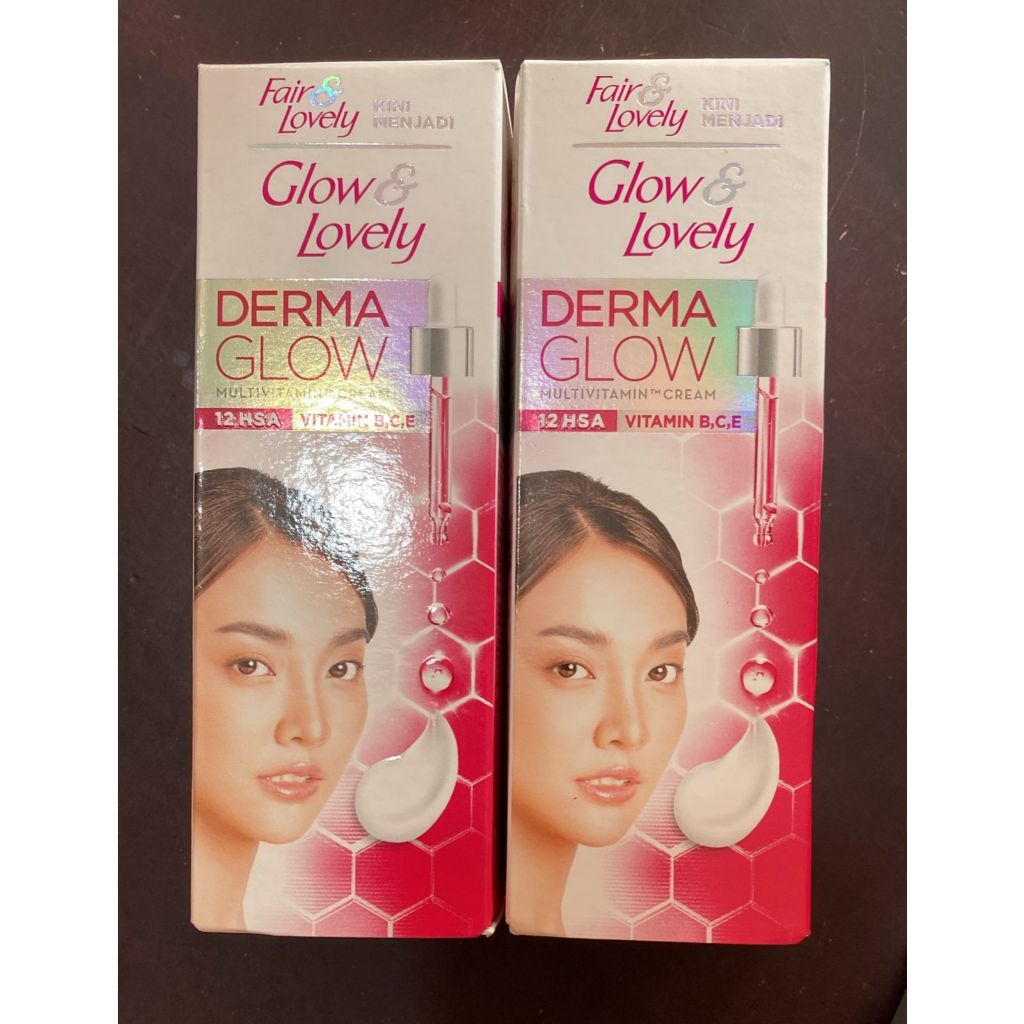 Fair &
Lovely
KINI
MENJADI
Glow &
Lovely
DERMA
GLOW
MULTIVITAMIN™ CREAM
12 HSA VITAMIN B,C,E
Fair &
Lovely
KINI
MENJADI
Glow &
Lovely
DERMA
GLOW
MULTIVITAMIN™ CREAM
12 HSA VITAMIN B,C,E